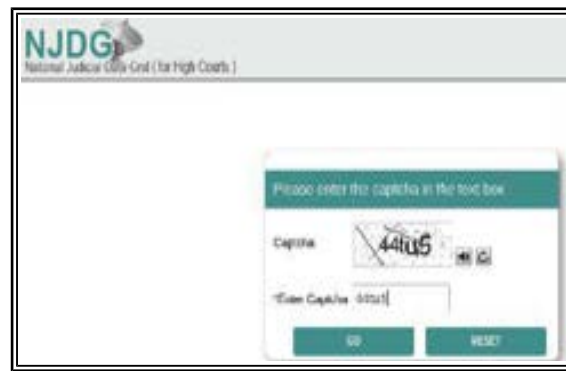 NJDG
National Judicial Data Grid ( for High Courts )
Please enter the captcha in the text box
Captcha
44tu5
*Enter Captcha 44tu5
GO RESET